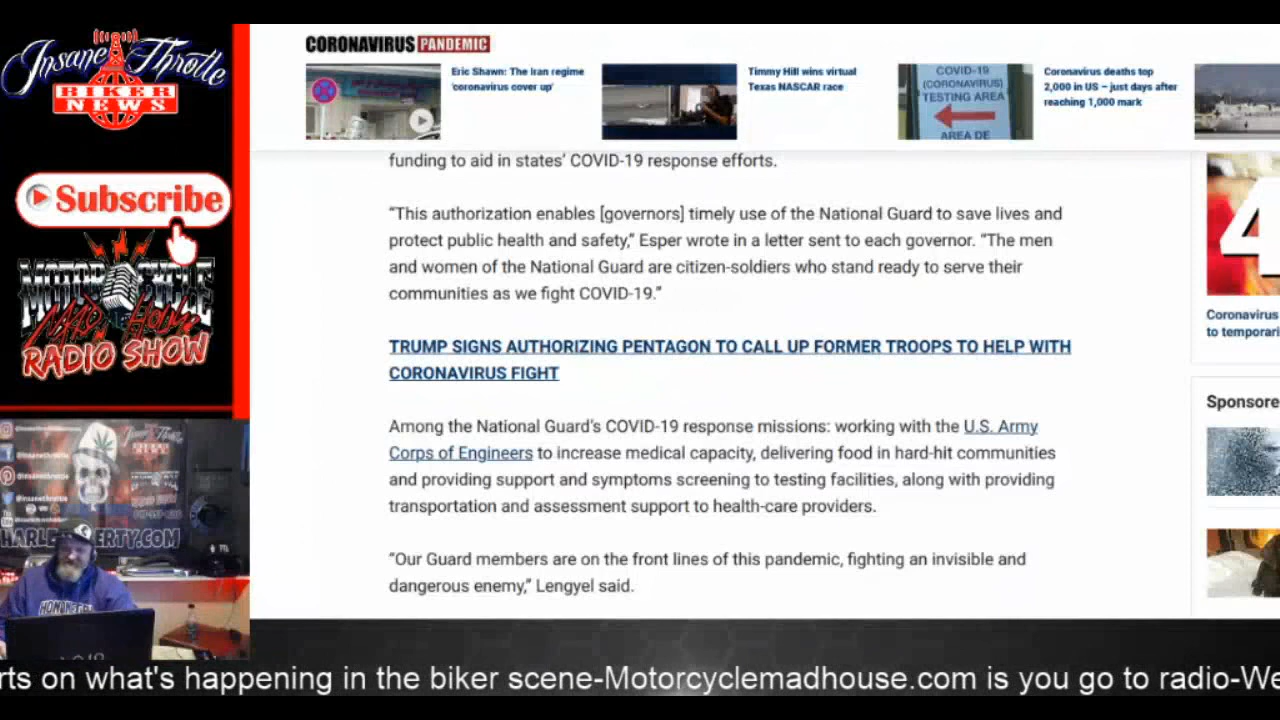 Insane Throttle
BIKER
NEWS
Subscribe
MOTORCYCLE
MAD House
RADIO SHOW
CORONAVIRUS PANDEMIC
Eric Shawn: The Iran regime
'coronavirus cover up'
Timmy Hill wins virtual
Texas NASCAR race
COVID-19
(CORONAVIRUS)
TESTING AREA
AREA DE
Coronavirus deaths top
2,000 in US – just days after
reaching 1,000 mark
funding to aid in states’ COVID-19 response efforts.
“This authorization enables [governors] timely use of the National Guard to save lives and
protect public health and safety,” Esper wrote in a letter sent to each governor. “The men
and women of the National Guard are citizen-soldiers who stand ready to serve their
communities as we fight COVID-19.”
TRUMP SIGNS AUTHORIZING PENTAGON TO CALL UP FORMER TROOPS TO HELP WITH
CORONAVIRUS FIGHT
Among the National Guard’s COVID-19 response missions: working with the U.S. Army
Corps of Engineers to increase medical capacity, delivering food in hard-hit communities
and providing support and symptoms screening to testing facilities, along with providing
transportation and assessment support to health-care providers.
“Our Guard members are on the front lines of this pandemic, fighting an invisible and
dangerous enemy,” Lengyel said.
4
Coronavirus
to temporari
Sponsore
rts on what's happening in the biker scene-Motorcyclemadhouse.com is you go to radio-We